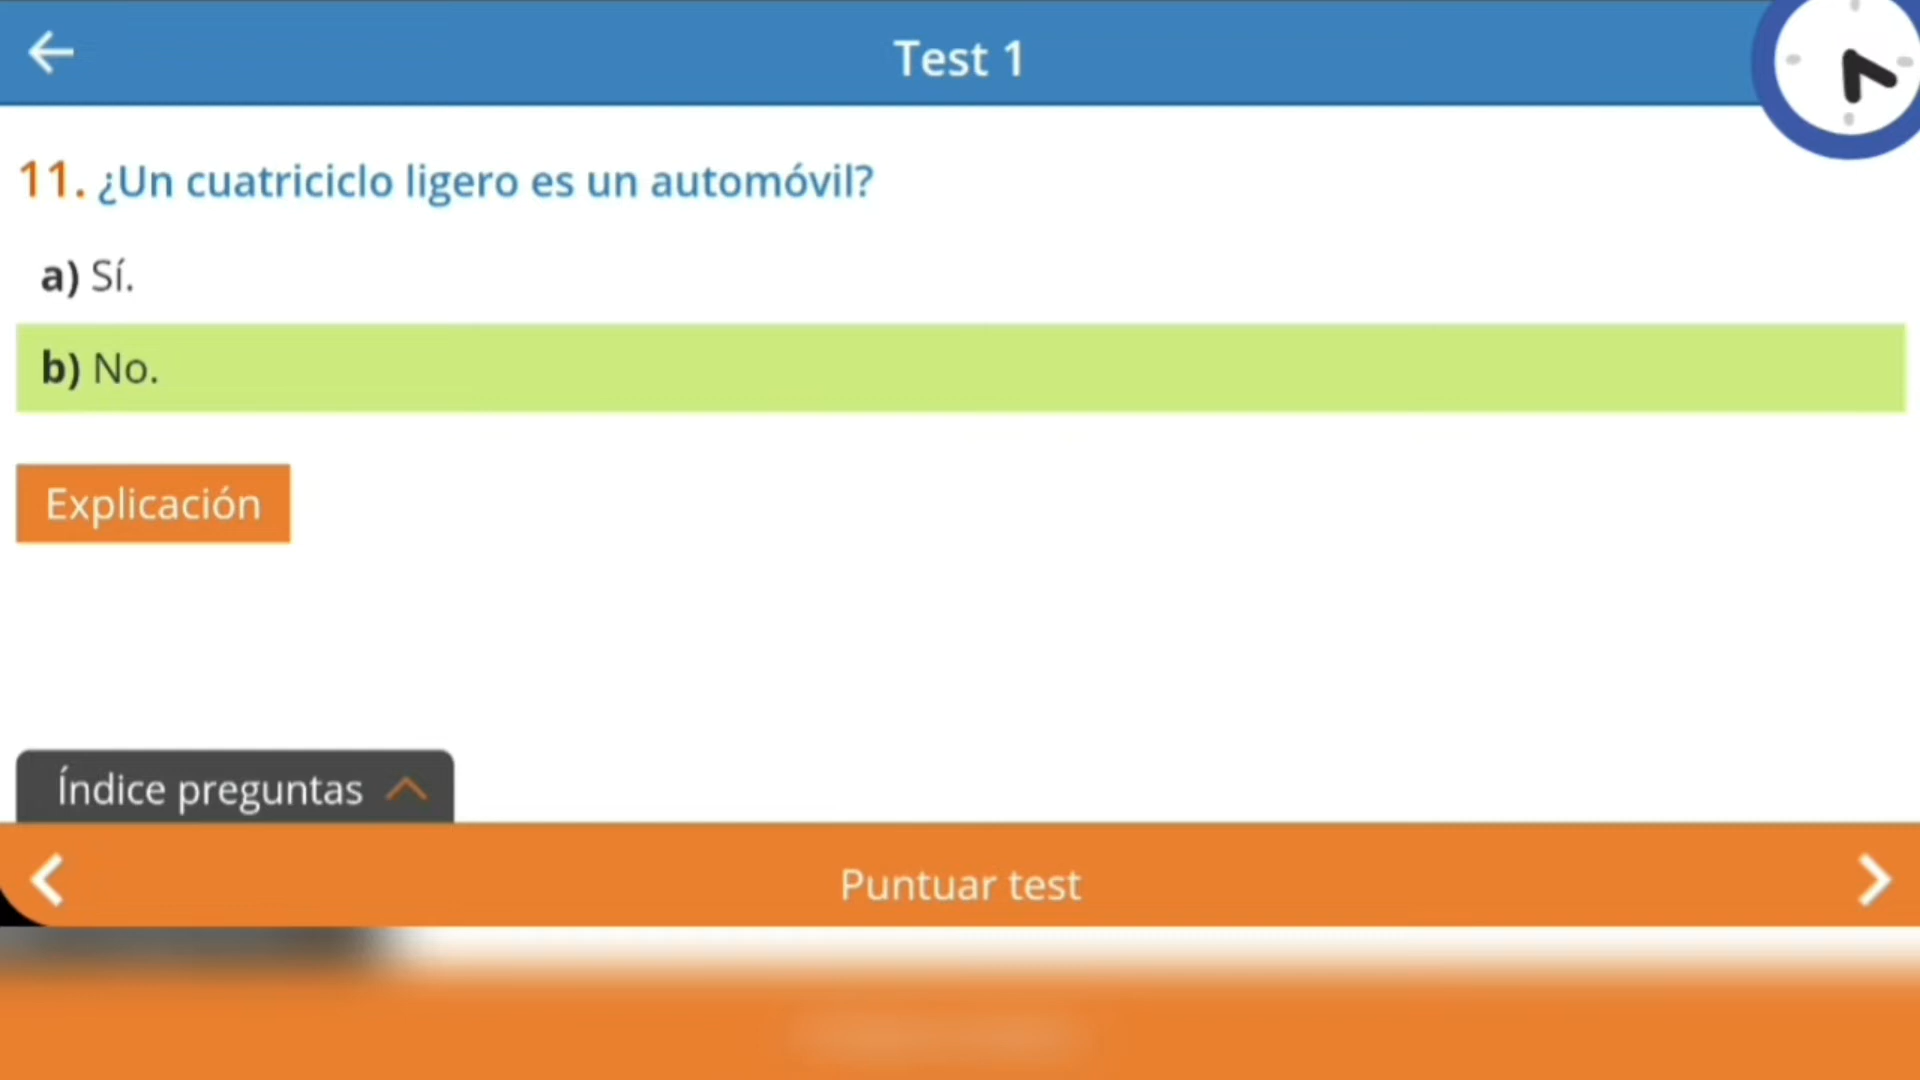 Test 1
11. ¿Un cuatriciclo ligero es un automóvil?
a) Sí.
b) No.
Explicación
Índice preguntas
Puntuar test